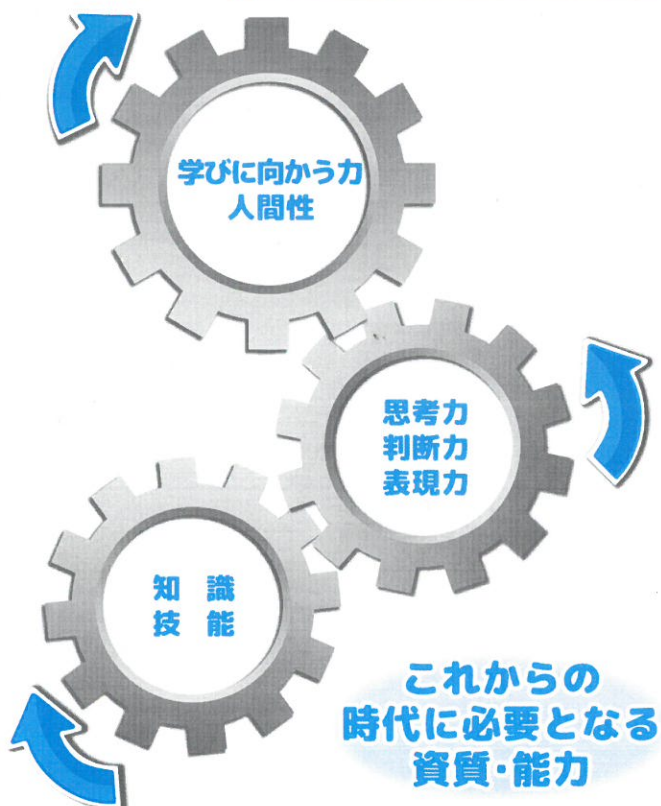 学びに向かう力
人間性
思考力
判断力
表現力
知 識
技 能
これからの
時代に必要となる
資質・能力